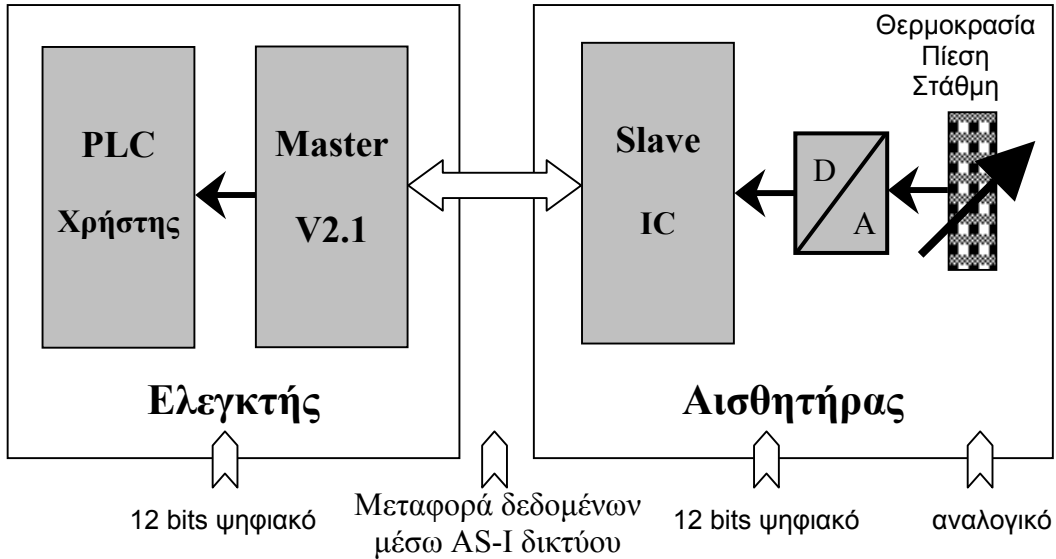 Θερμοκρασία
Πίεση
Στάθμη
PLC
Χρήστης
Master
V2.1
Slave
IC
D
A
Ελεγκτής
Αισθητήρας
12 bits ψηφιακό
Μεταφορά δεδομένων
μέσω AS-I δικτύου
12 bits ψηφιακό
αναλογικό